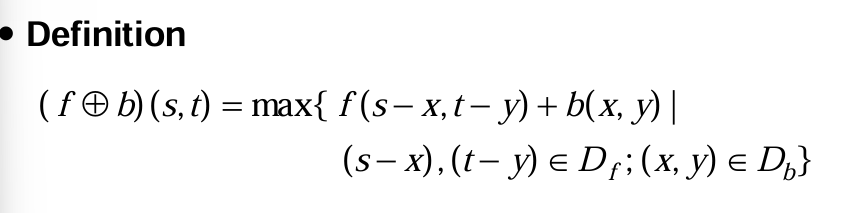 • Definition
(f ⊕ b)(s, t) = max{ f(s − x, t − y) + b(x, y) |
(s − x), (t − y) ∈ D_f; (x, y) ∈ D_b}